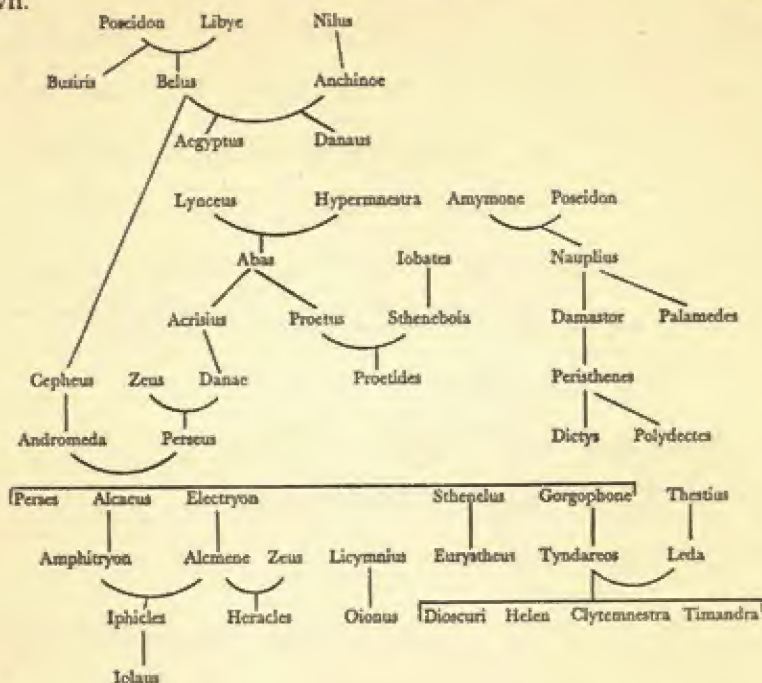 VII.
Poseidon Libye Nilus
Busiris Belus Anchinoe
Aegyptus Danaus
Lynceus Hypermnestra Amymone Poseidon
Abas Iobates Nauplius
Acrisius Proetus Stheneboia Damastor Palamedes
Cepheus Zeus Danae Proetides Peristhenes
Andromeda Perseus Dictys Polydectes
Perses Alcaeus Electryon Sthenelus Gorgophone Thestius
Amphitryon Alcmene Zeus Licymnius Eurystheus Tyndareos Leda
Iphicles Heracles Oionus Dioscuri Helen Clytemnestra Timandra
Iolaus